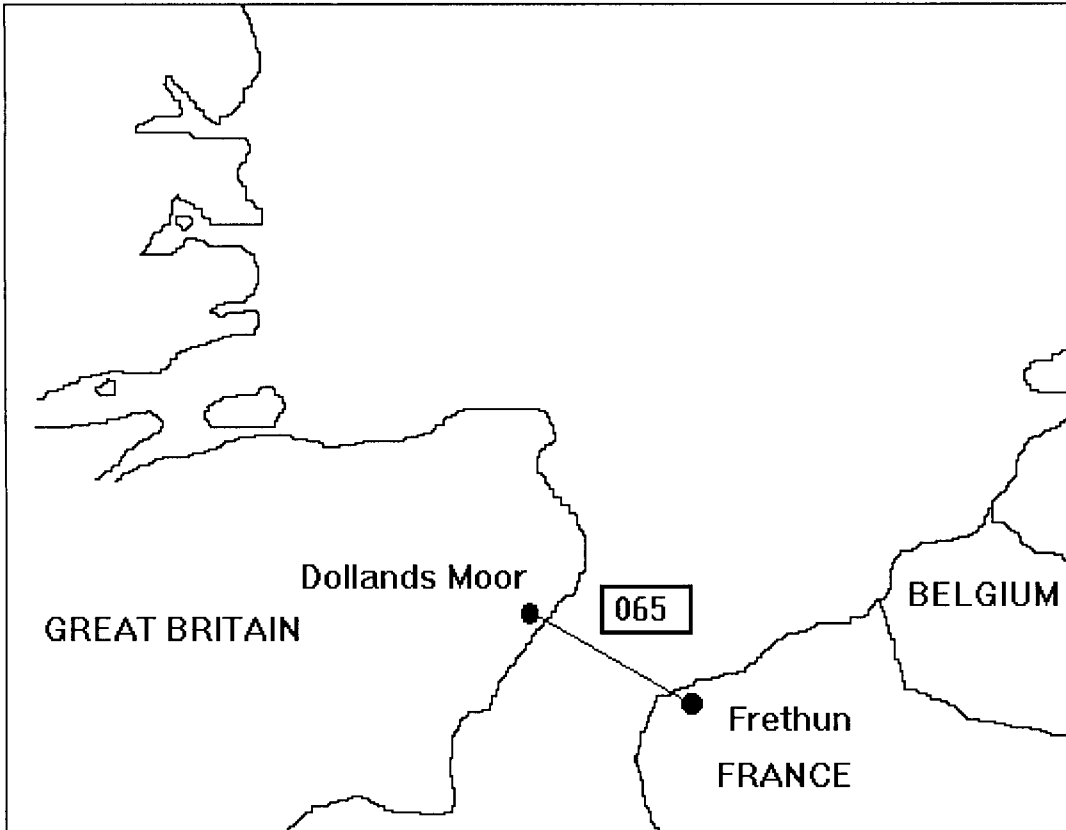 Dollands Moor
065
GREAT BRITAIN
BELGIUM
Frethun
FRANCE